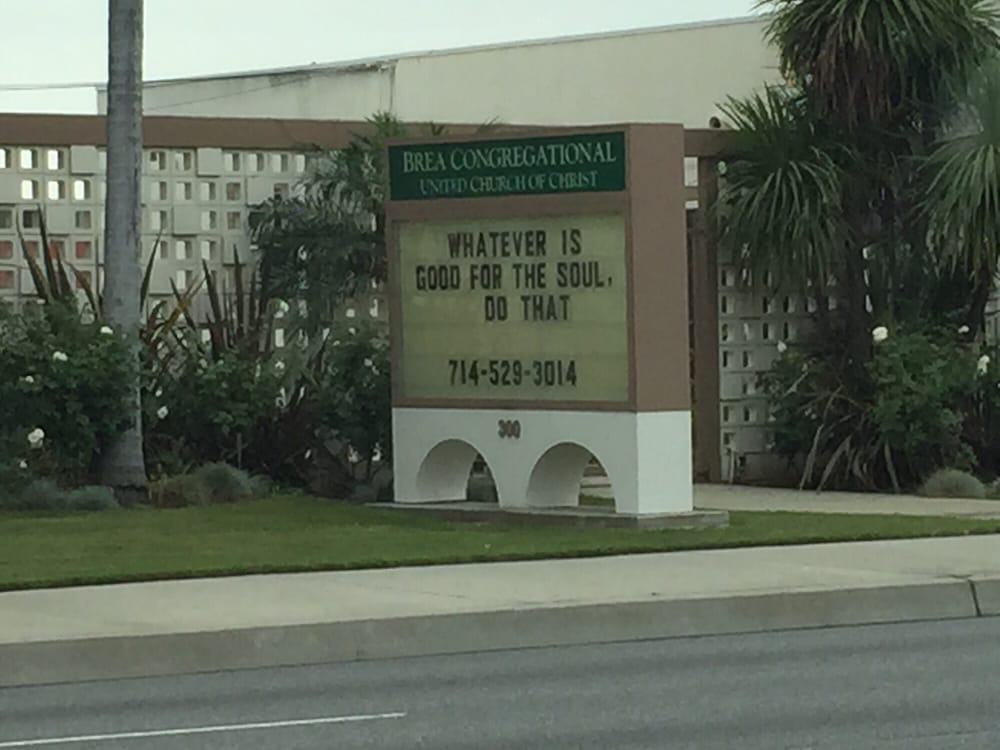 BREA CONGREGATIONAL
UNITED CHURCH OF CHRIST
WHATEVER IS
GOOD FOR THE SOUL,
DO THAT
714-529-3014
300